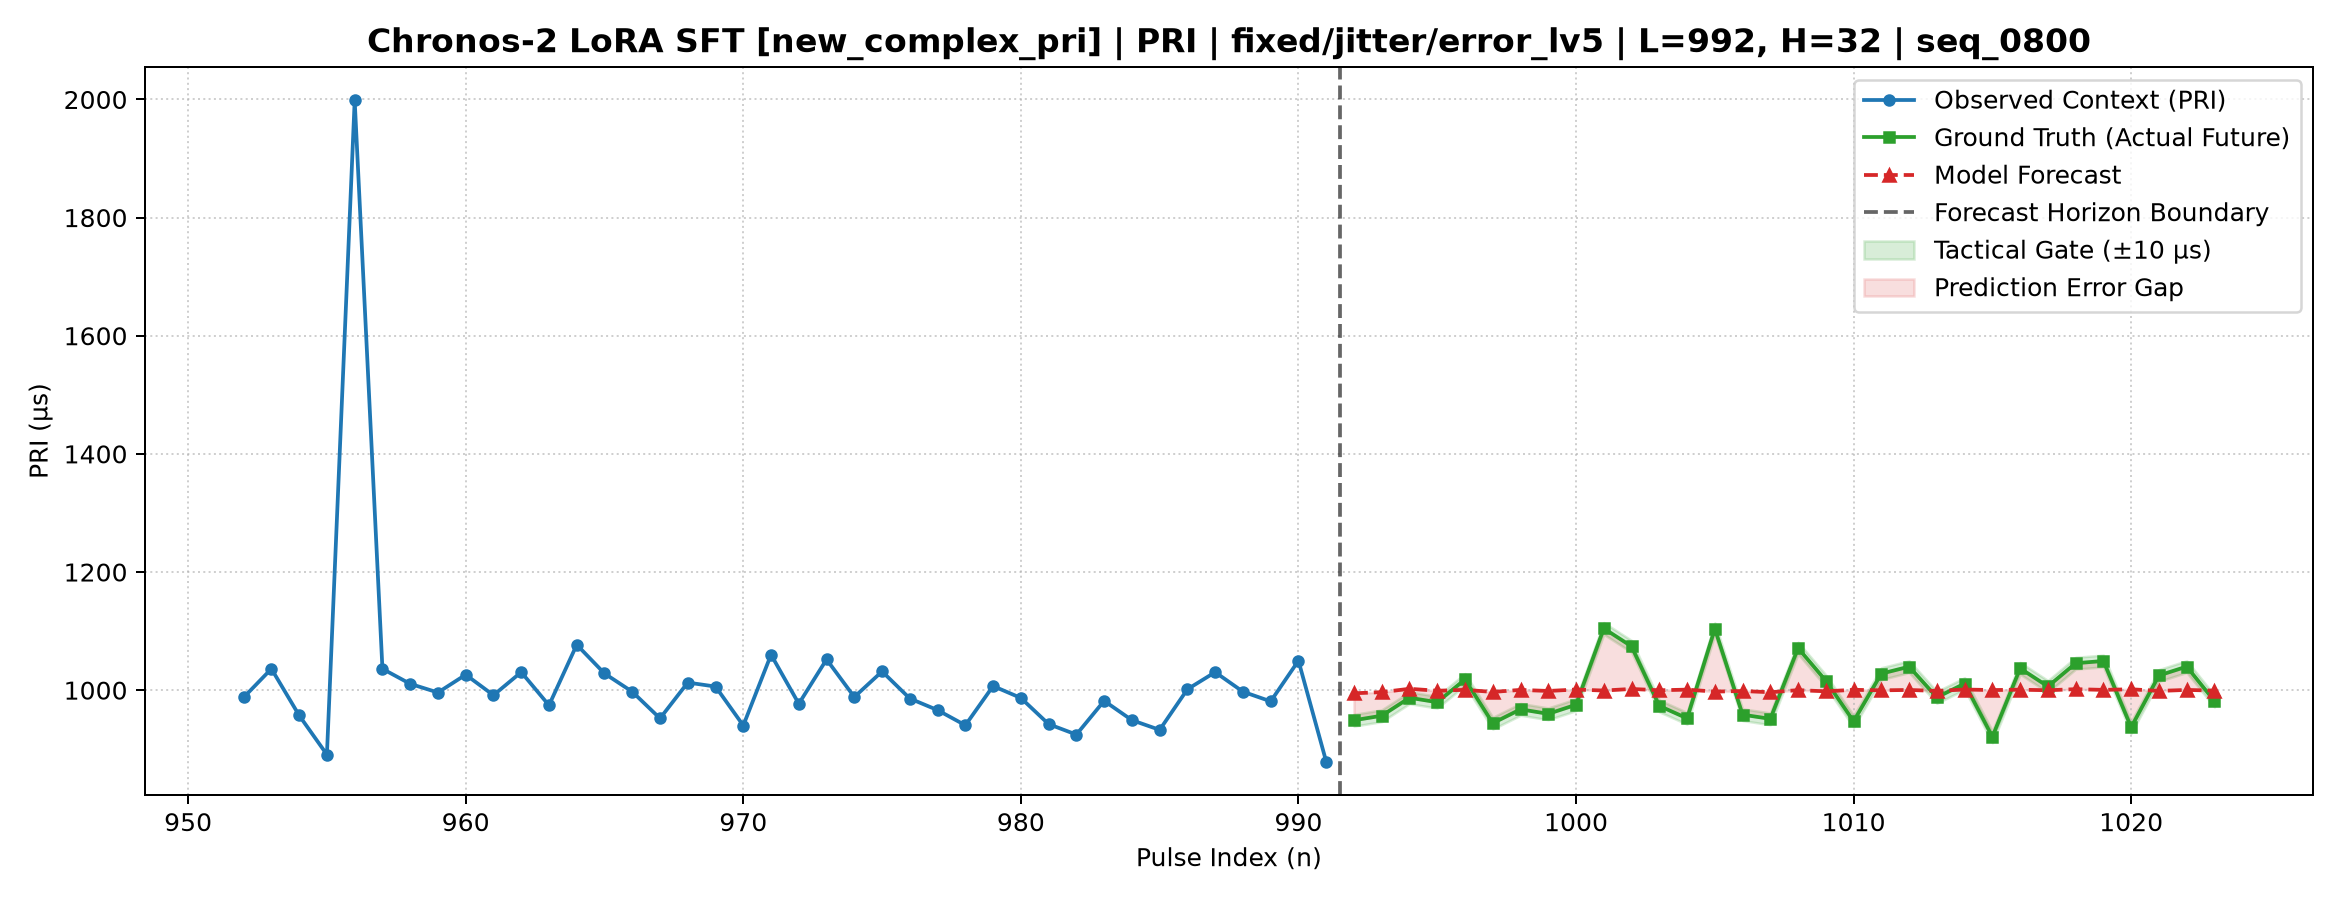 Chronos-2 LoRA SFT [new_complex_pri] | PRI | fixed/jitter/error_lv5 | L=992, H=32 | seq_0800
2000
1800
1600
1400
1200
1000
PRI (µs)
Observed Context (PRI)
Ground Truth (Actual Future)
Model Forecast
Forecast Horizon Boundary
Tactical Gate (±10 µs)
Prediction Error Gap
950 960 970 980 990 1000 1010 1020
Pulse Index (n)